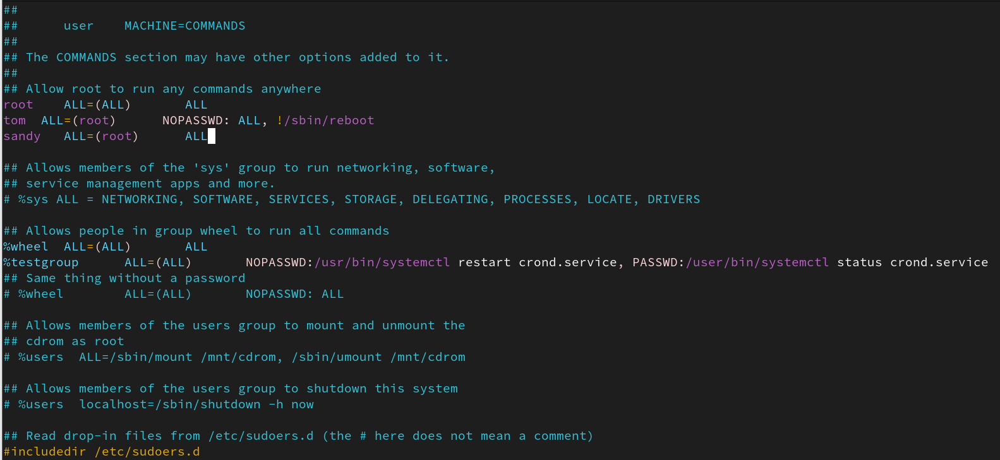 ##
##      user    MACHINE=COMMANDS
##
## The COMMANDS section may have other options added to it.
##
## Allow root to run any commands anywhere
root    ALL=(ALL)       ALL
tom  ALL=(root)      NOPASSWD: ALL, !/sbin/reboot
sandy   ALL=(root)      ALL
## Allows members of the 'sys' group to run networking, software,
## service management apps and more.
# %sys ALL = NETWORKING, SOFTWARE, SERVICES, STORAGE, DELEGATING, PROCESSES, LOCATE, DRIVERS
## Allows people in group wheel to run all commands
%wheel  ALL=(ALL)       ALL
%testgroup      ALL=(ALL)       NOPASSWD:/usr/bin/systemctl restart crond.service, PASSWD:/user/bin/systemctl status crond.service
## Same thing without a password
# %wheel        ALL=(ALL)       NOPASSWD: ALL
## Allows members of the users group to mount and unmount the
## cdrom as root
# %users  ALL=/sbin/mount /mnt/cdrom, /sbin/umount /mnt/cdrom
## Allows members of the users group to shutdown this system
# %users  localhost=/sbin/shutdown -h now
## Read drop-in files from /etc/sudoers.d (the # here does not mean a comment)
#includedir /etc/sudoers.d